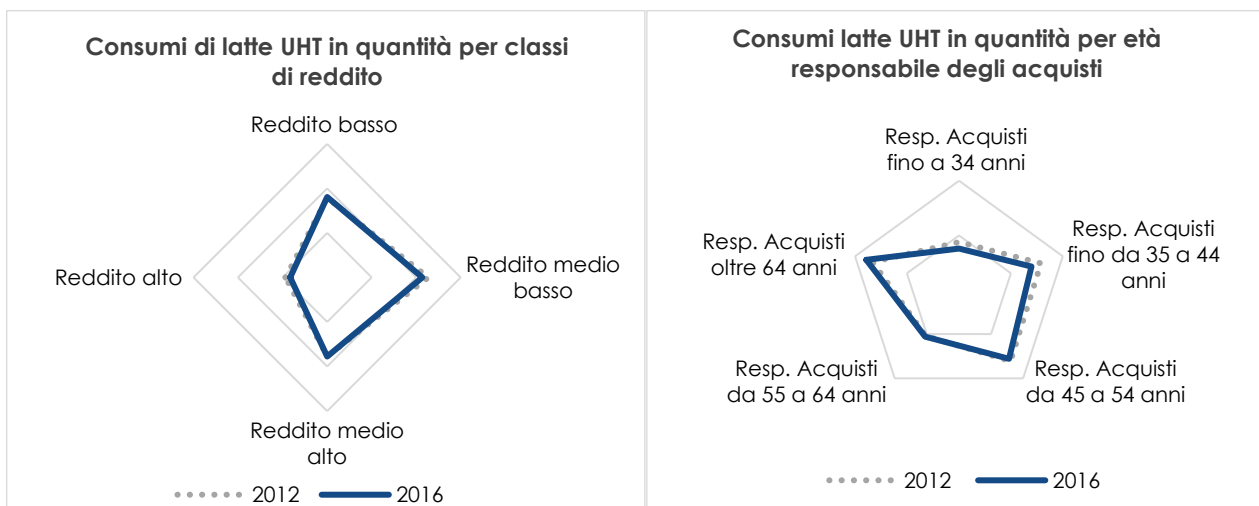 Consumi di latte UHT in quantità per classi
di reddito
Reddito basso
Reddito alto
Reddito medio
basso
Reddito medio
alto
2012
2016
Consumi latte UHT in quantità per età
responsabile degli acquisti
Resp. Acquisti
fino a 34 anni
Resp. Acquisti
oltre 64 anni
Resp. Acquisti
fino da 35 a 44
anni
Resp. Acquisti
da 55 a 64 anni
Resp. Acquisti
da 45 a 54 anni
2012
2016